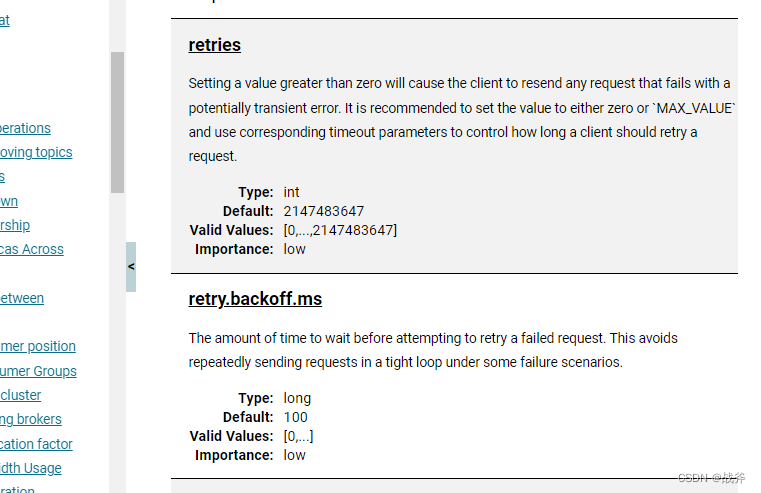 at
retries
Setting a value greater than zero will cause the client to resend any request that fails with a
potentially transient error. It is recommended to set the value to either zero or `MAX_VALUE`
and use corresponding timeout parameters to control how long a client should retry a
request.
Type: int
Default: 2147483647
Valid Values: [0,...,2147483647]
Importance: low
perations
oving topics
s
own
rship
cas Across
etween
mer position
umer Groups
cluster
ng brokers
cation factor
idth Usage
ration
<
retry.backoff.ms
The amount of time to wait before attempting to retry a failed request. This avoids
repeatedly sending requests in a tight loop under some failure scenarios.
Type: long
Default: 100
Valid Values: [0,...]
Importance: low
CSDN @战斧